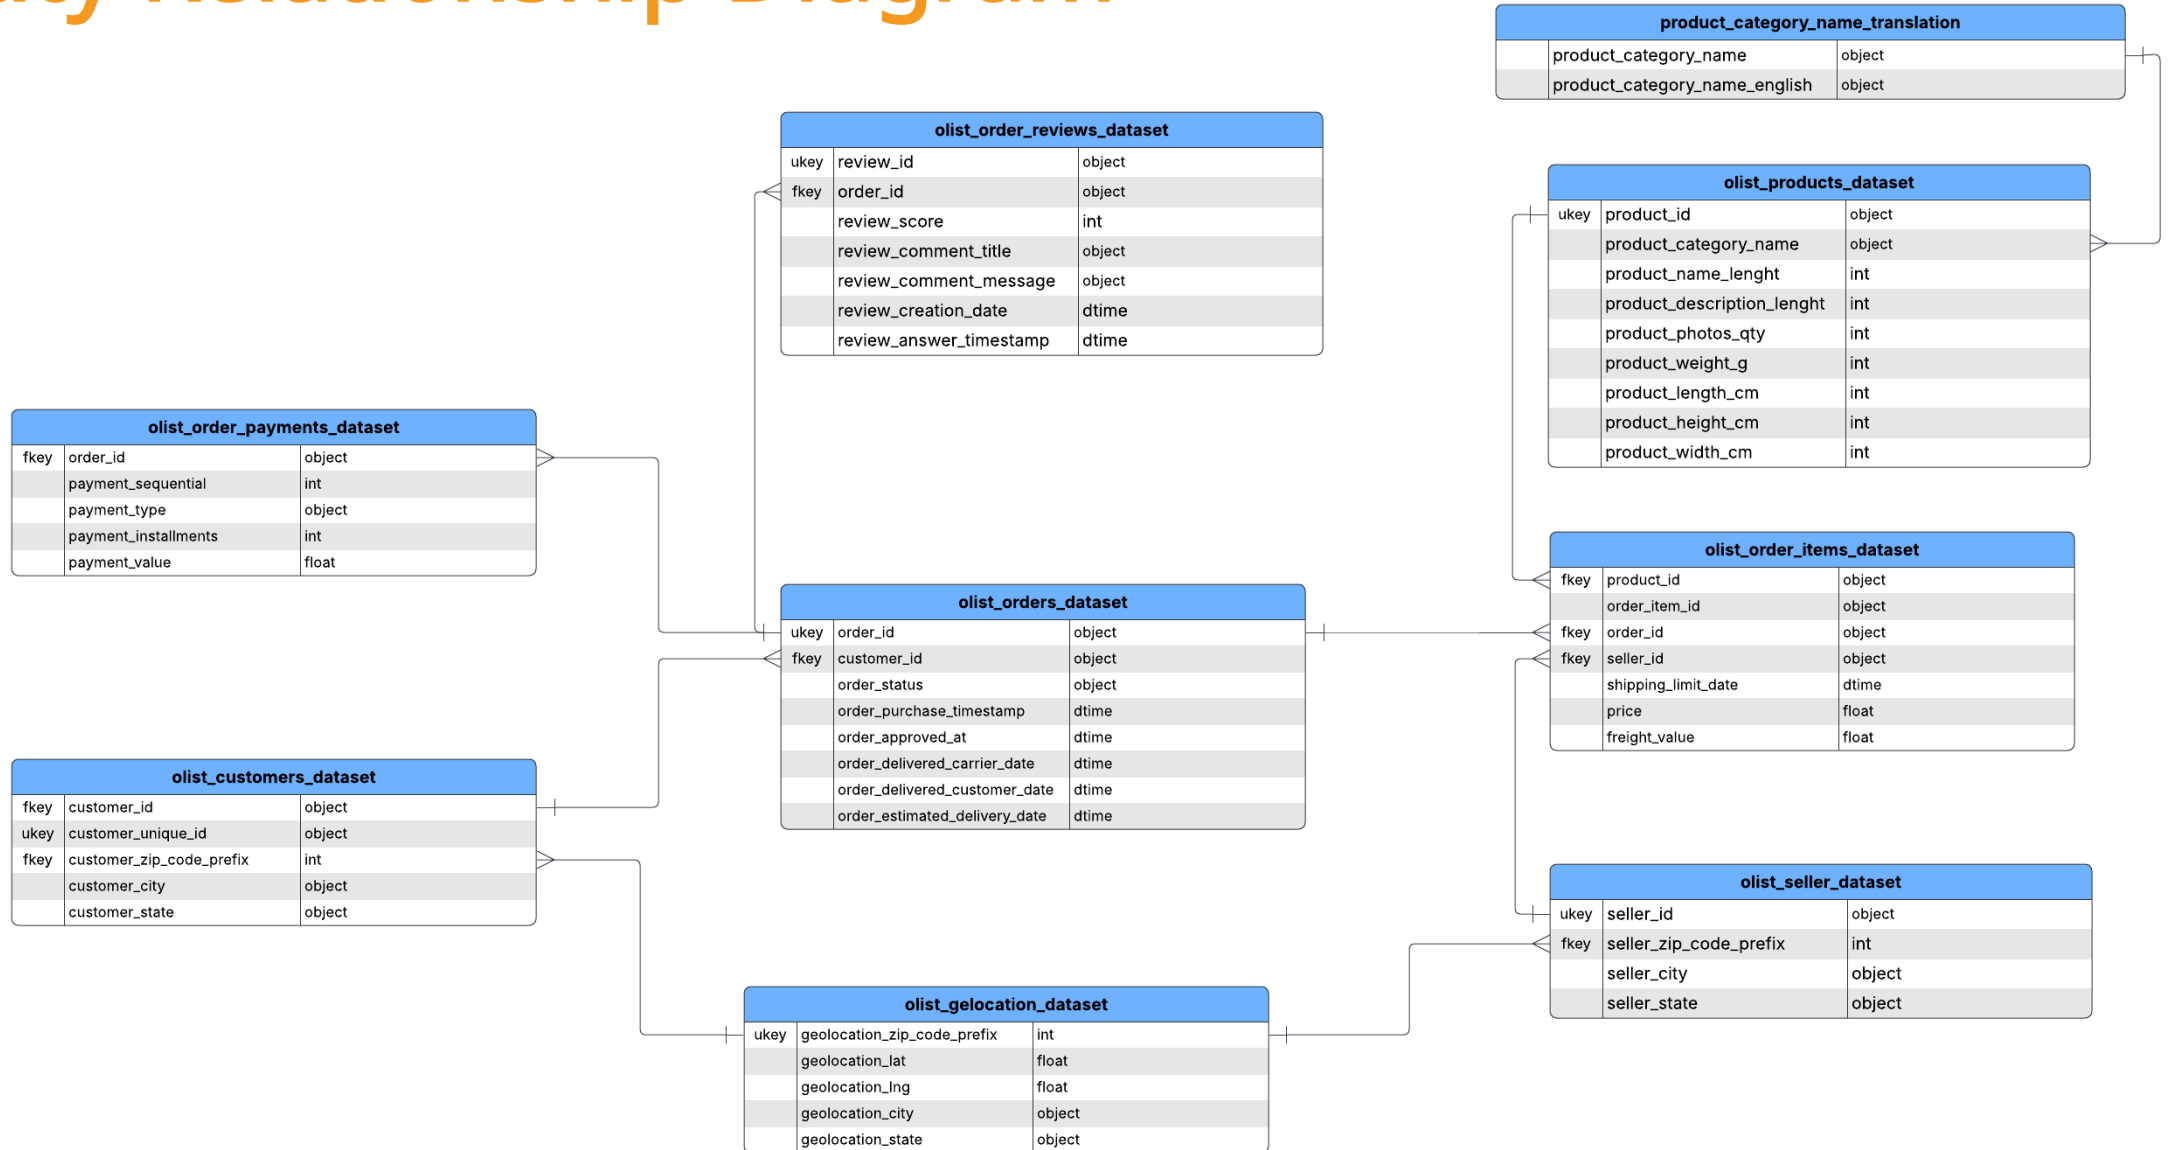 Relationship Diagram
product_category_name_translation
product_category_name object
product_category_name_english object
olist_order_reviews_dataset
ukey review_id object
fkey order_id object
review_score int
review_comment_title object
review_comment_message object
review_creation_date dtime
review_answer_timestamp dtime
olist_products_dataset
ukey product_id object
product_category_name object
product_name_lenght int
product_description_lenght int
product_photos_qty int
product_weight_g int
product_length_cm int
product_height_cm int
product_width_cm int
olist_order_payments_dataset
fkey order_id object
payment_sequential int
payment_type object
payment_installments int
payment_value float
olist_orders_dataset
ukey order_id object
fkey customer_id object
order_status object
order_purchase_timestamp dtime
order_approved_at dtime
order_delivered_carrier_date dtime
order_delivered_customer_date dtime
order_estimated_delivery_date dtime
olist_order_items_dataset
fkey product_id object
order_item_id object
fkey order_id object
fkey seller_id object
shipping_limit_date dtime
price float
freight_value float
olist_customers_dataset
fkey customer_id object
ukey customer_unique_id object
fkey customer_zip_code_prefix int
customer_city object
customer_state object
olist_seller_dataset
ukey seller_id object
fkey seller_zip_code_prefix int
seller_city object
seller_state object
olist_gelocation_dataset
ukey geolocation_zip_code_prefix int
geolocation_lat float
geolocation_lng float
geolocation_city object
geolocation_state object